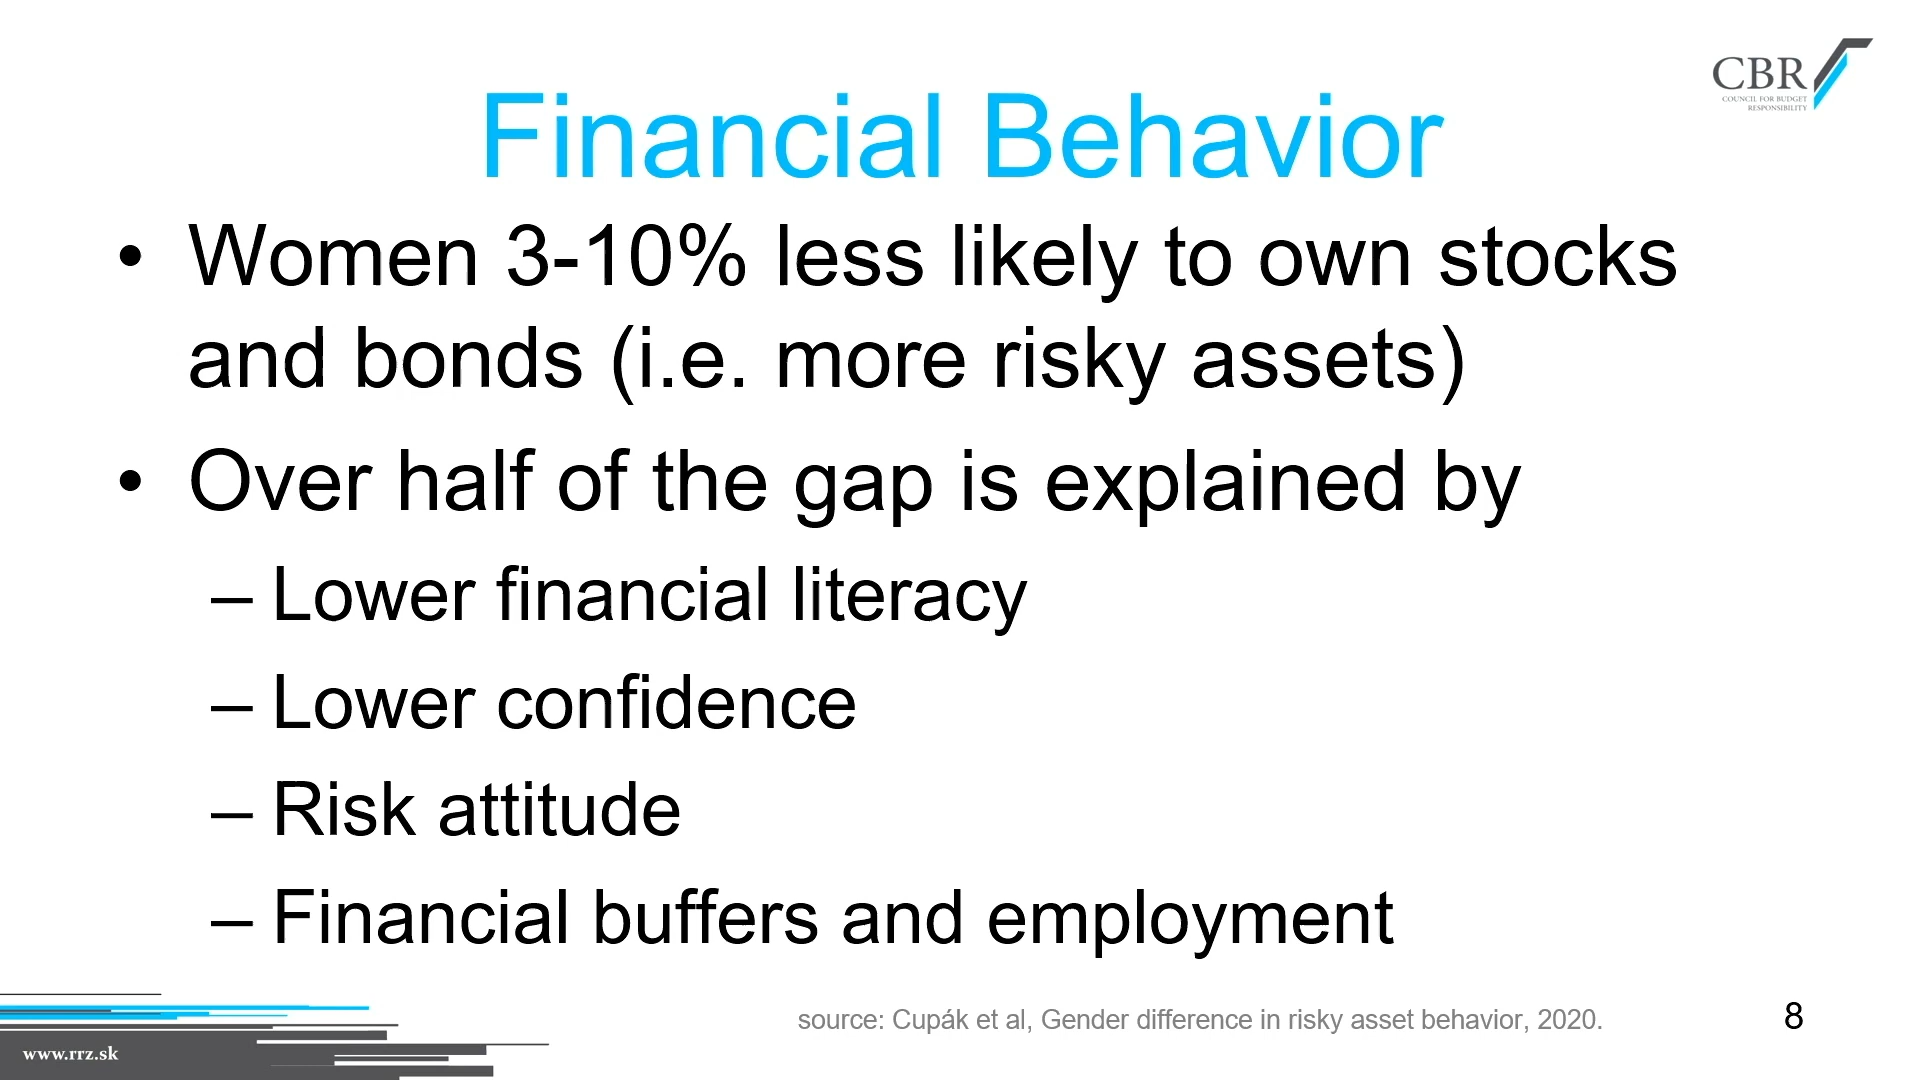 CBR
COUNCIL FOR BUDGET
RESPONSIBILITY
Financial Behavior
• Women 3-10% less likely to own stocks
and bonds (i.e. more risky assets)
• Over half of the gap is explained by
– Lower financial literacy
– Lower confidence
– Risk attitude
– Financial buffers and employment
source: Cupák et al, Gender difference in risky asset behavior, 2020.
8
www.rrz.sk